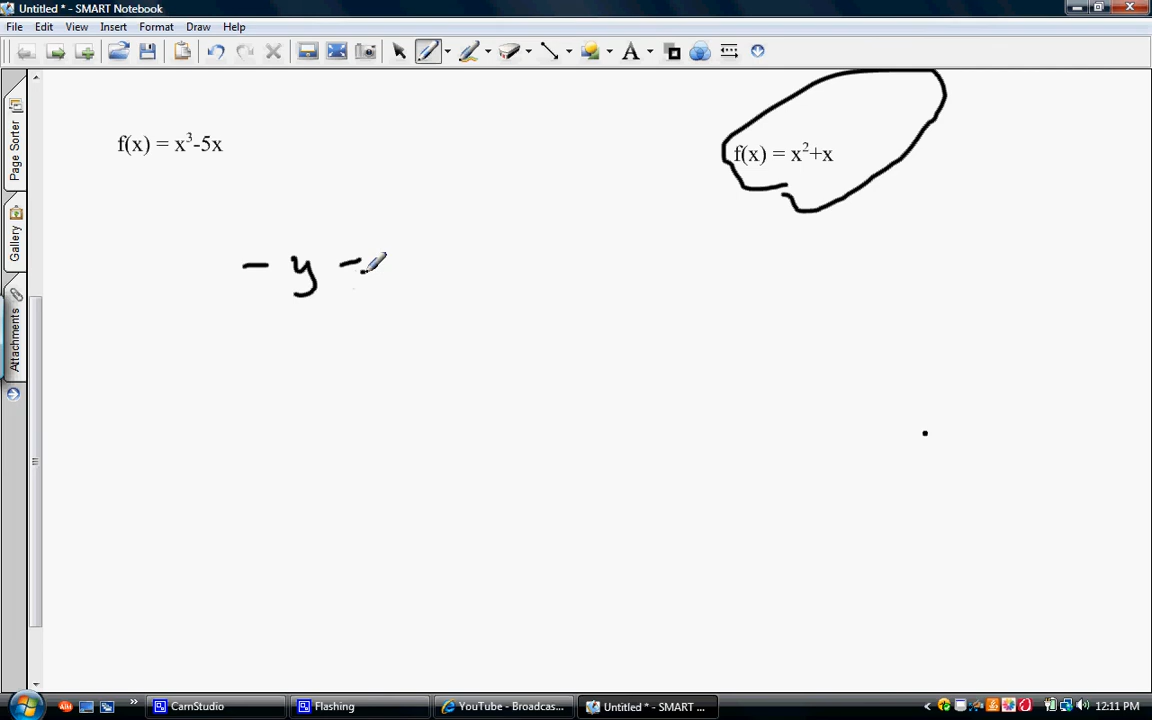 Untitled * - SMART Notebook
File Edit View Insert Format Draw Help
A
Page Sorter
Gallery
Attachments
f(x) = x³-5x
f(x) = x²+x
- y =
CamStudio
Flashing
YouTube - Broadcas...
Untitled * - SMART ...
12:11 PM